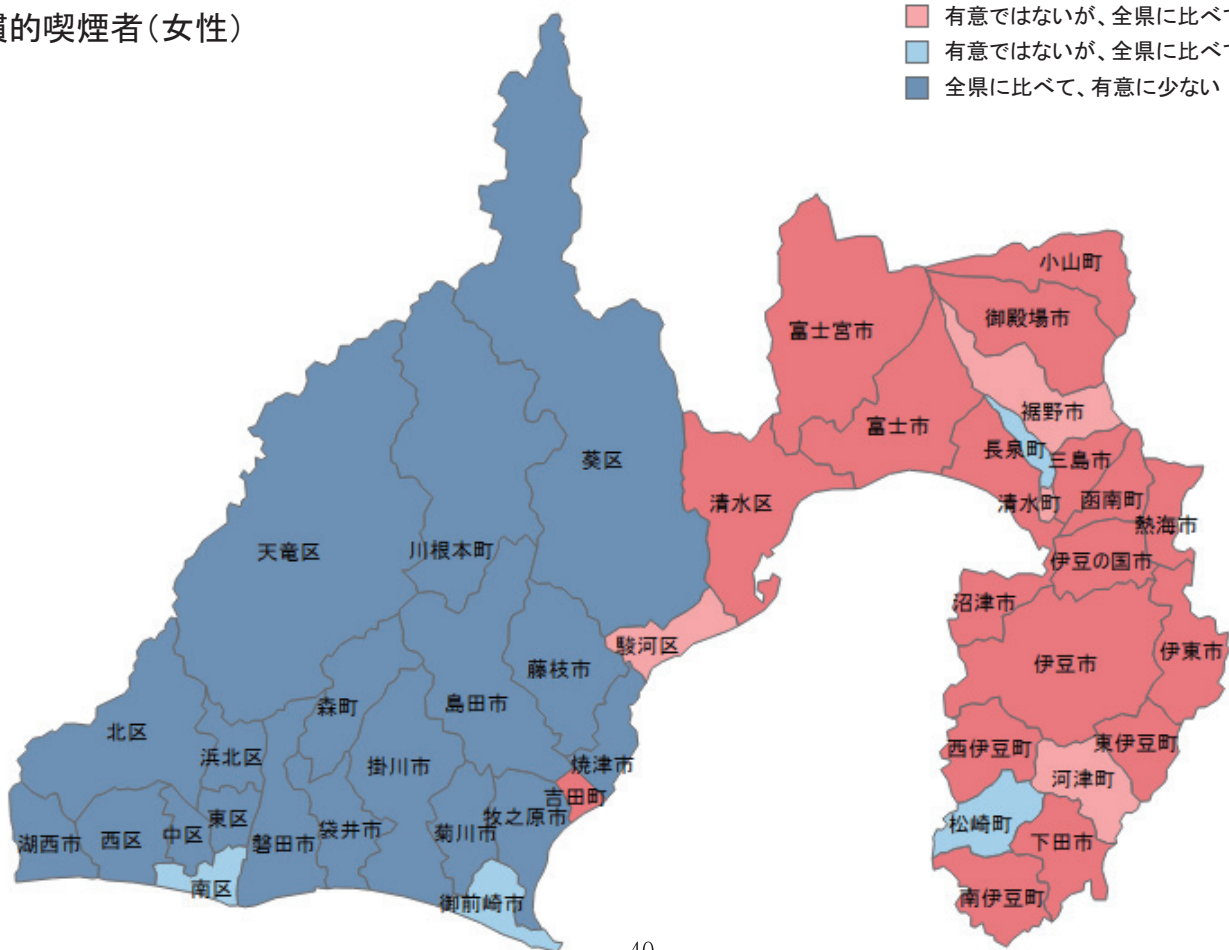 慣的喫煙者(女性)
有意ではないが、全県に比べて
有意ではないが、全県に比べて
全県に比べて、有意に少ない
小山町
御殿場市
富士宮市
裾野市
富士市
長泉町
三島市
葵区
清水区
清水町
函南町
熱海市
天竜区
川根本町
伊豆の国市
沼津市
駿河区
伊豆市
伊東市
藤枝市
島田市
森町
北区
浜北区
西伊豆町
東伊豆町
掛川市
焼津市
河津町
吉田町
牧之原市
東区
湖西市
西区
中区
磐田市
袋井市
菊川市
松崎町
下田市
南区
御前崎市
南伊豆町
40